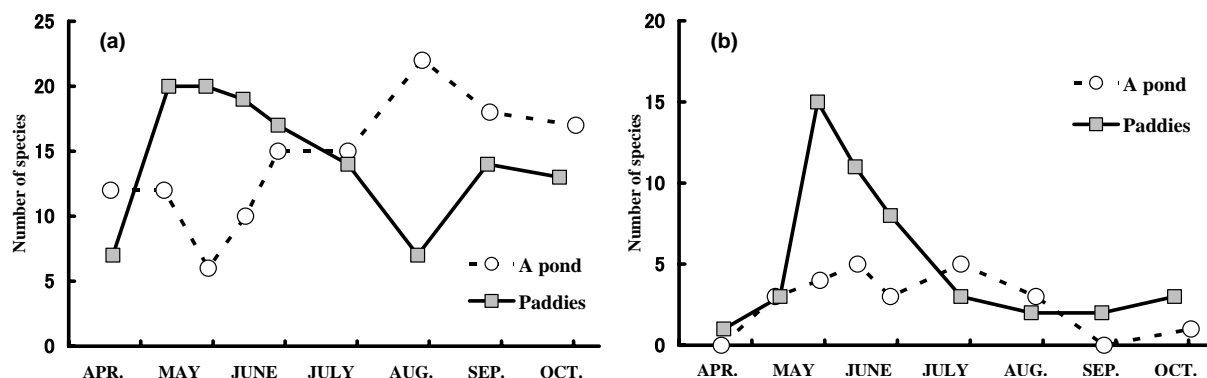 (a)
Number of species
25
20
15
10
5
0
A pond
Paddies
APR. MAY JUNE JULY AUG. SEP. OCT.
(b)
Number of species
20
15
10
5
0
A pond
Paddies
APR. MAY JUNE JULY AUG. SEP. OCT.